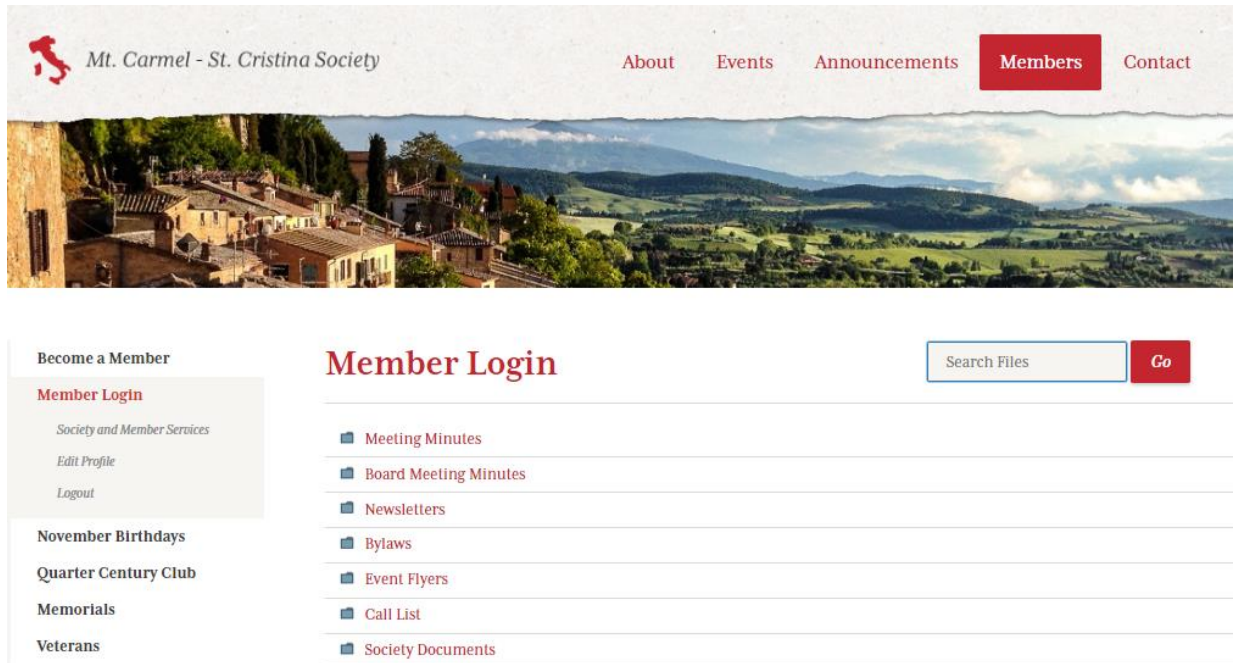 Mt. Carmel - St. Cristina Society
About Events Announcements Members Contact
Become a Member
Member Login
Society and Member Services
Edit Profile
Logout
November Birthdays
Quarter Century Club
Memorials
Veterans
Member Login
Search Files Go
Meeting Minutes
Board Meeting Minutes
Newsletters
Bylaws
Event Flyers
Call List
Society Documents